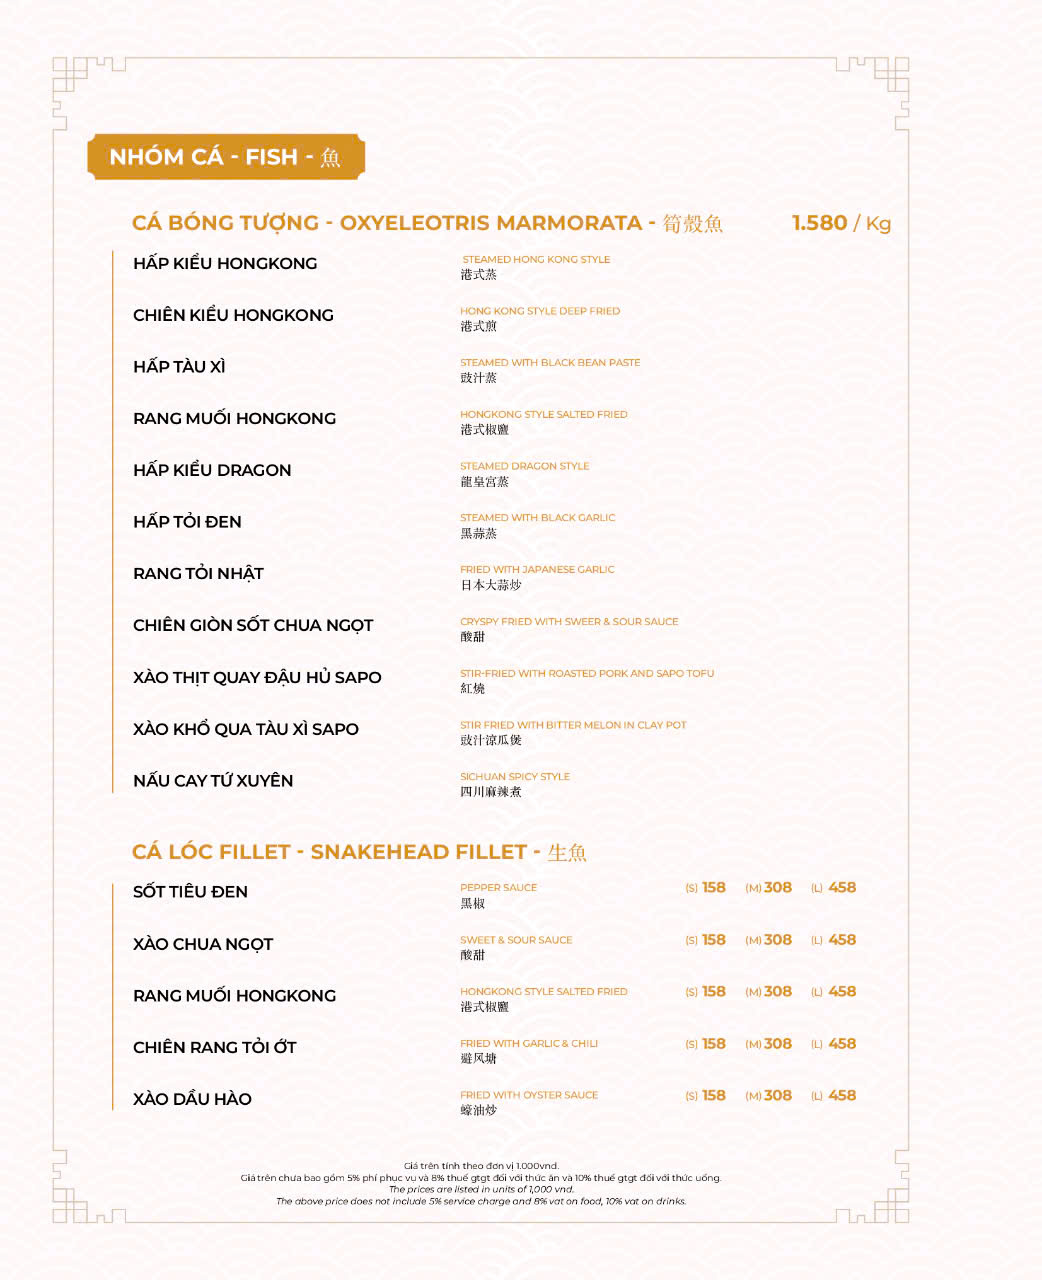 NHÓM CÁ - FISH - 魚
CÁ BÓNG TƯỢNG - OXYELEOTRIS MARMORATA - 筍殼魚 1.580 / Kg
HẤP KIỂU HONGKONG
STEAMED HONG KONG STYLE
港式蒸
CHIÊN KIỂU HONGKONG
HONG KONG STYLE DEEP FRIED
港式煎
HẤP TÀU XÌ
STEAMED WITH BLACK BEAN PASTE
豉汁蒸
RANG MUỐI HONGKONG
HONGKONG STYLE SALTED FRIED
港式椒鹽
HẤP KIỂU DRAGON
STEAMED DRAGON STYLE
龍皇宮蒸
HẤP TỎI ĐEN
STEAMED WITH BLACK GARLIC
黑蒜蒸
RANG TỎI NHẬT
FRIED WITH JAPANESE GARLIC
日本大蒜炒
CHIÊN GIÒN SỐT CHUA NGỌT
CRYSPY FRIED WITH SWEER & SOUR SAUCE
酸甜
XÀO THỊT QUAY ĐẬU HỦ SAPO
STIR-FRIED WITH ROASTED PORK AND SAPO TOFU
紅燒
XÀO KHỔ QUA TÀU XÌ SAPO
STIR FRIED WITH BITTER MELON IN CLAY POT
豉汁涼瓜煲
NẤU CAY TỨ XUYÊN
SICHUAN SPICY STYLE
四川麻辣煮
CÁ LÓC FILLET - SNAKEHEAD FILLET - 生魚
SỐT TIÊU ĐEN
PEPPER SAUCE
黑椒
(S) 158 (M) 308 (L) 458
XÀO CHUA NGỌT
SWEET & SOUR SAUCE
酸甜
(S) 158 (M) 308 (L) 458
RANG MUỐI HONGKONG
HONGKONG STYLE SALTED FRIED
港式椒鹽
(S) 158 (M) 308 (L) 458
CHIÊN RANG TỎI ỚT
FRIED WITH GARLIC & CHILI
避风塘
(S) 158 (M) 308 (L) 458
XÀO DẦU HÀO
FRIED WITH OYSTER SAUCE
蠔油炒
(S) 158 (M) 308 (L) 458
Giá trên tính theo đơn vị 1.000vnd.
Giá trên chưa bao gồm 5% phí phục vụ và 8% thuế gtgt đối với thức ăn và 10% thuế gtgt đối với thức uống.
The prices are listed in units of 1,000 vnd.
The above price does not include 5% service charge and 8% vat on food, 10% vat on drinks.